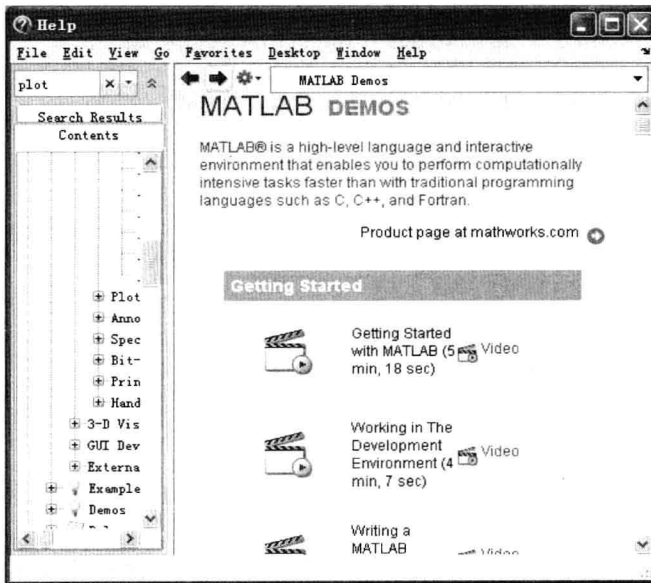 Help
File Edit View Go Favorites Desktop Window Help
plot
MATLAB Demos
Search Results
Contents
Plot
Anno
Spec
Bit-
Prin
Hand
3-D Vis
GUI Dev
Externa
Example
Demos
MATLAB DEMOS
MATLAB® is a high-level language and interactive
environment that enables you to perform computationally
intensive tasks faster than with traditional programming
languages such as C, C++, and Fortran.
Product page at mathworks.com
Getting Started
Getting Started
with MATLAB (5
min, 18 sec)
Video
Working in The
Development
Environment (4
min, 7 sec)
Video
Writing a
MATLAB
Video